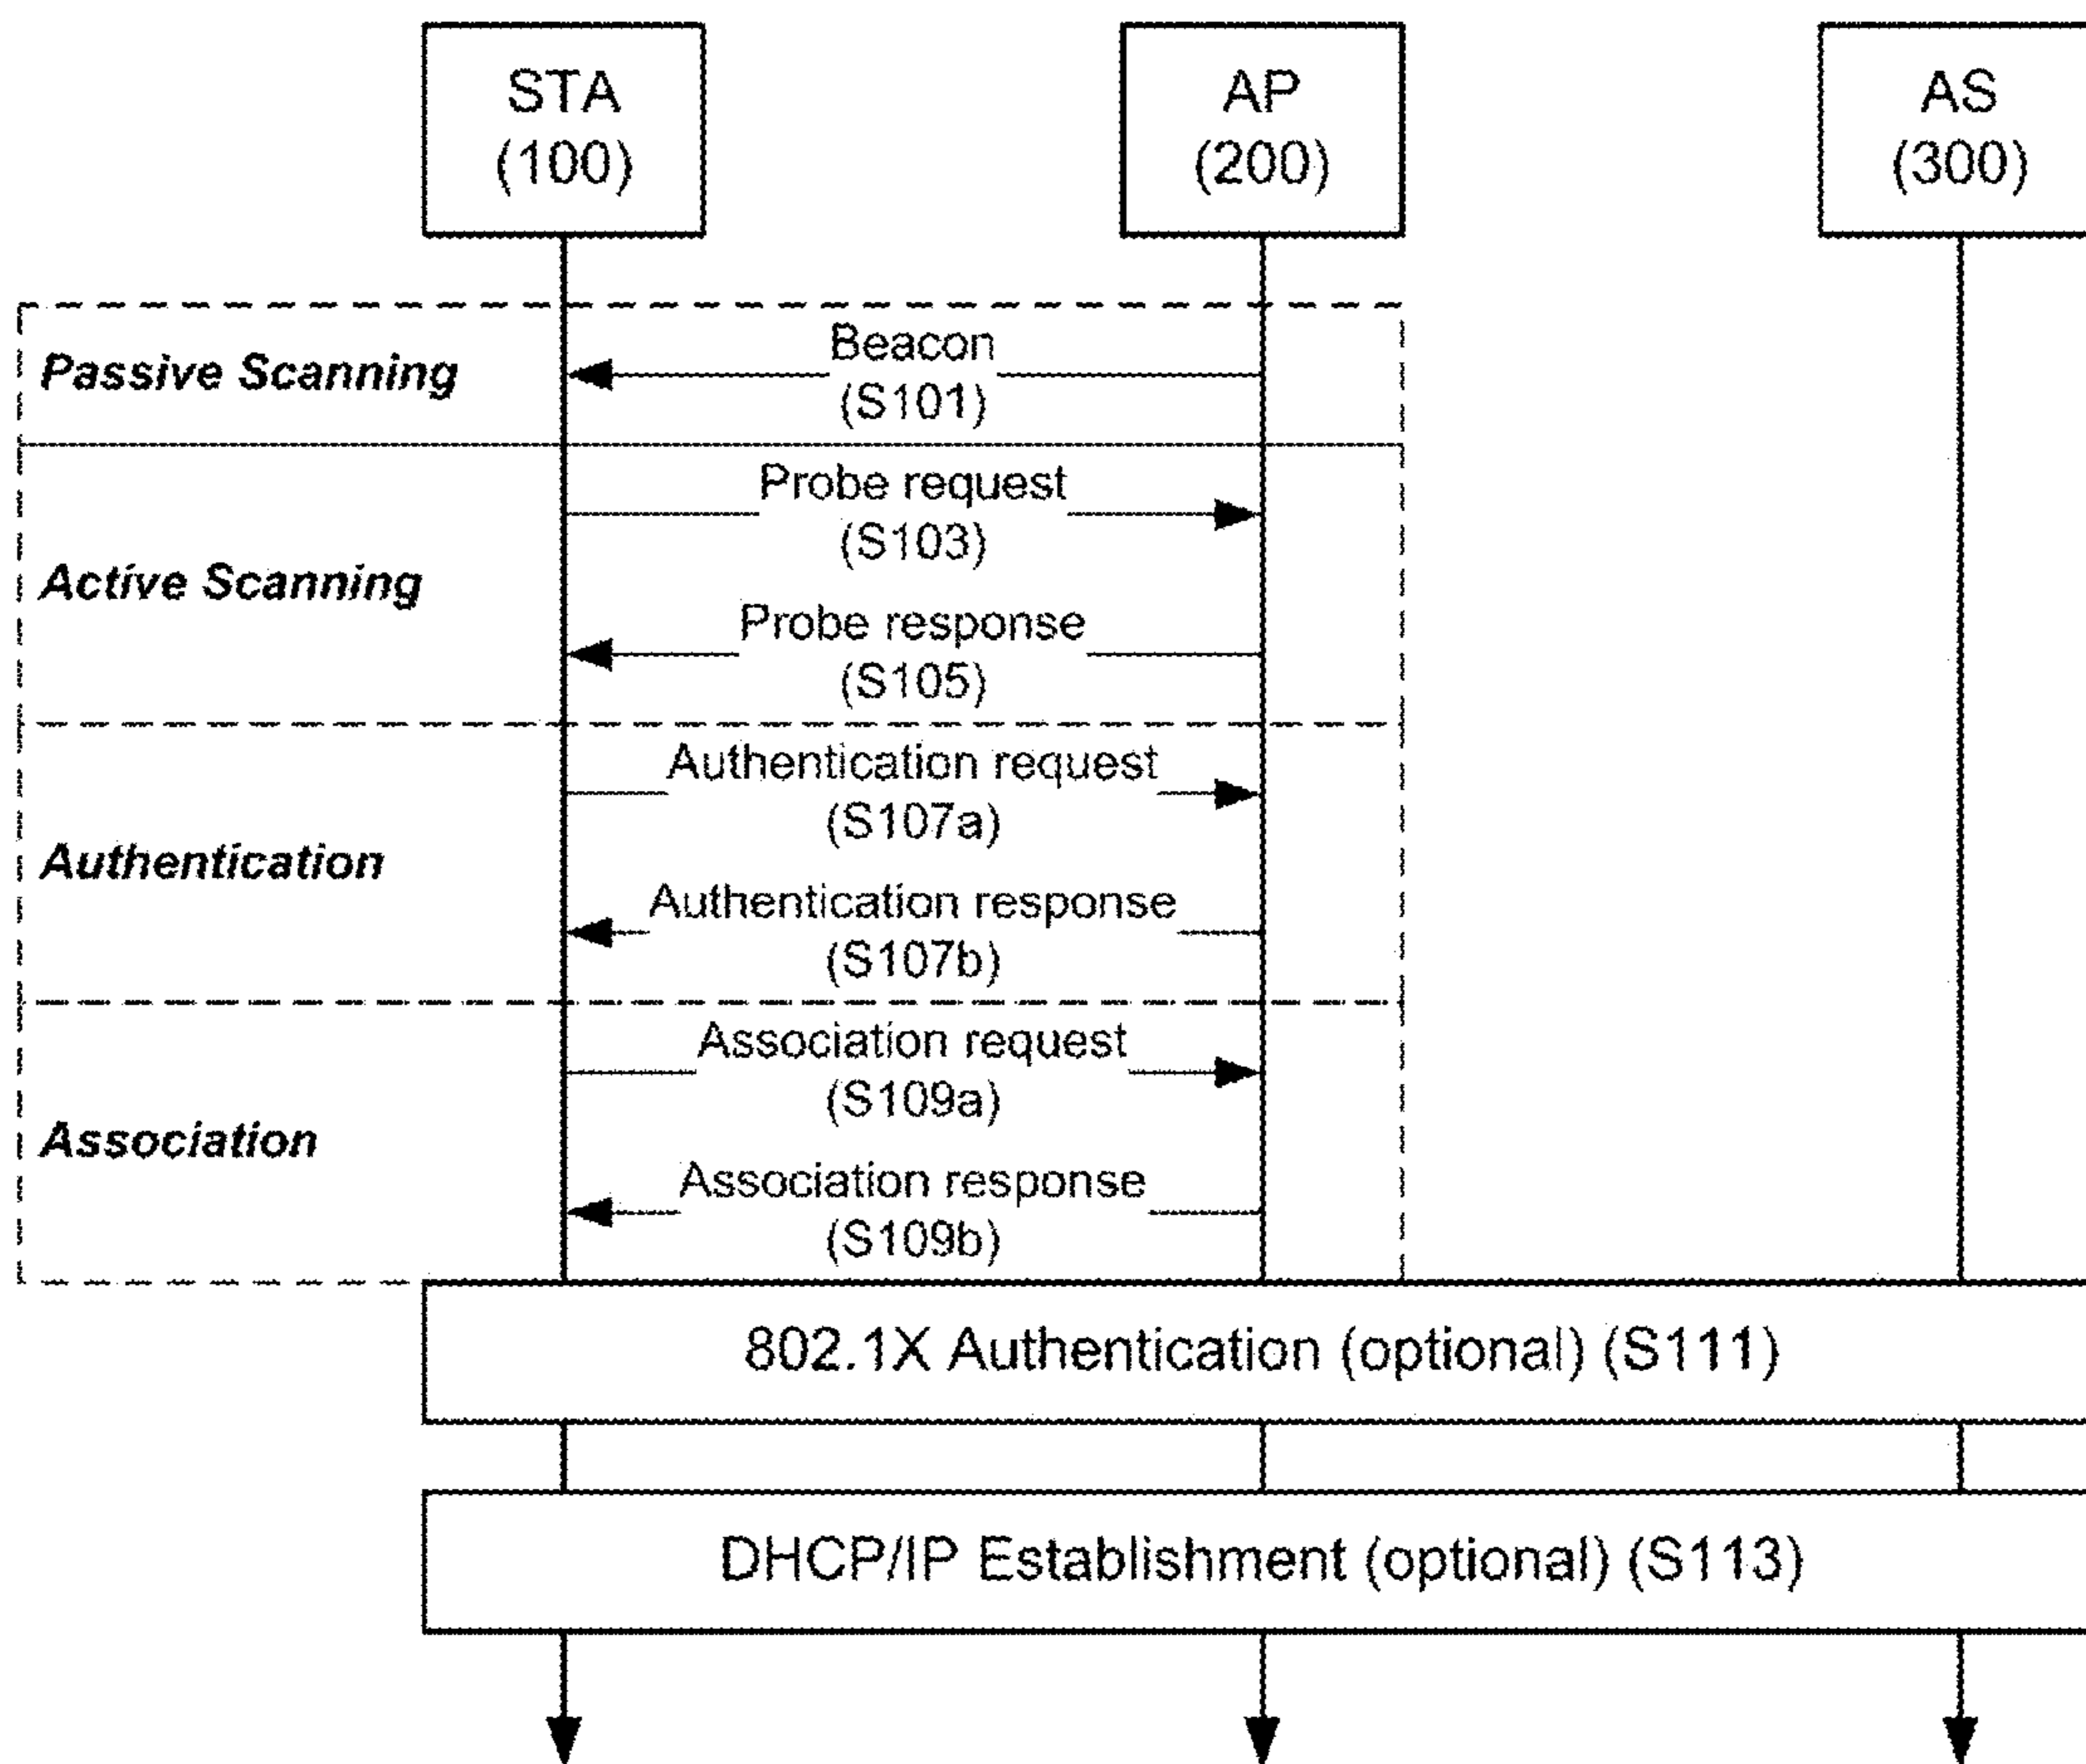 STA
(100)
AP
(200)
AS
(300)
Passive Scanning
Beacon
(S101)
Active Scanning
Probe request
(S103)
Probe response
(S105)
Authentication
Authentication request
(S107a)
Authentication response
(S107b)
Association
Association request
(S109a)
Association response
(S109b)
802.1X Authentication (optional) (S111)
DHCP/IP Establishment (optional) (S113)